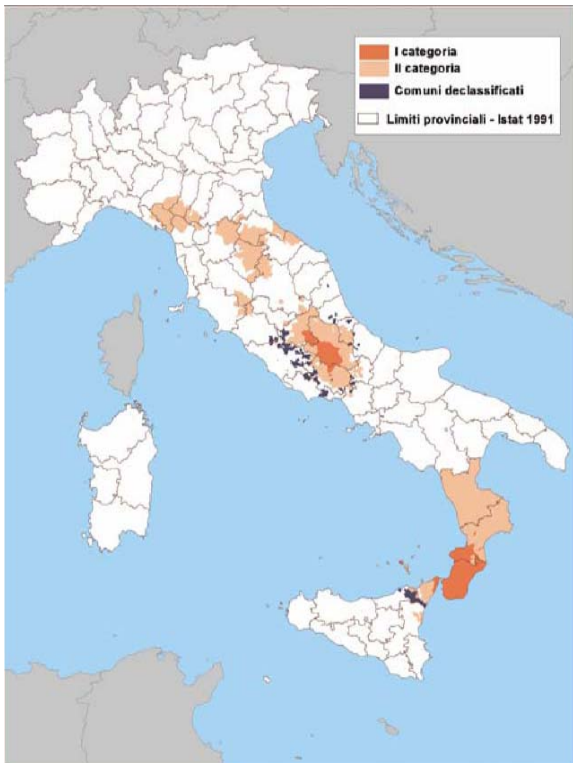 I categoria
II categoria
Comuni declassificati
Limiti provinciali - Istat 1991